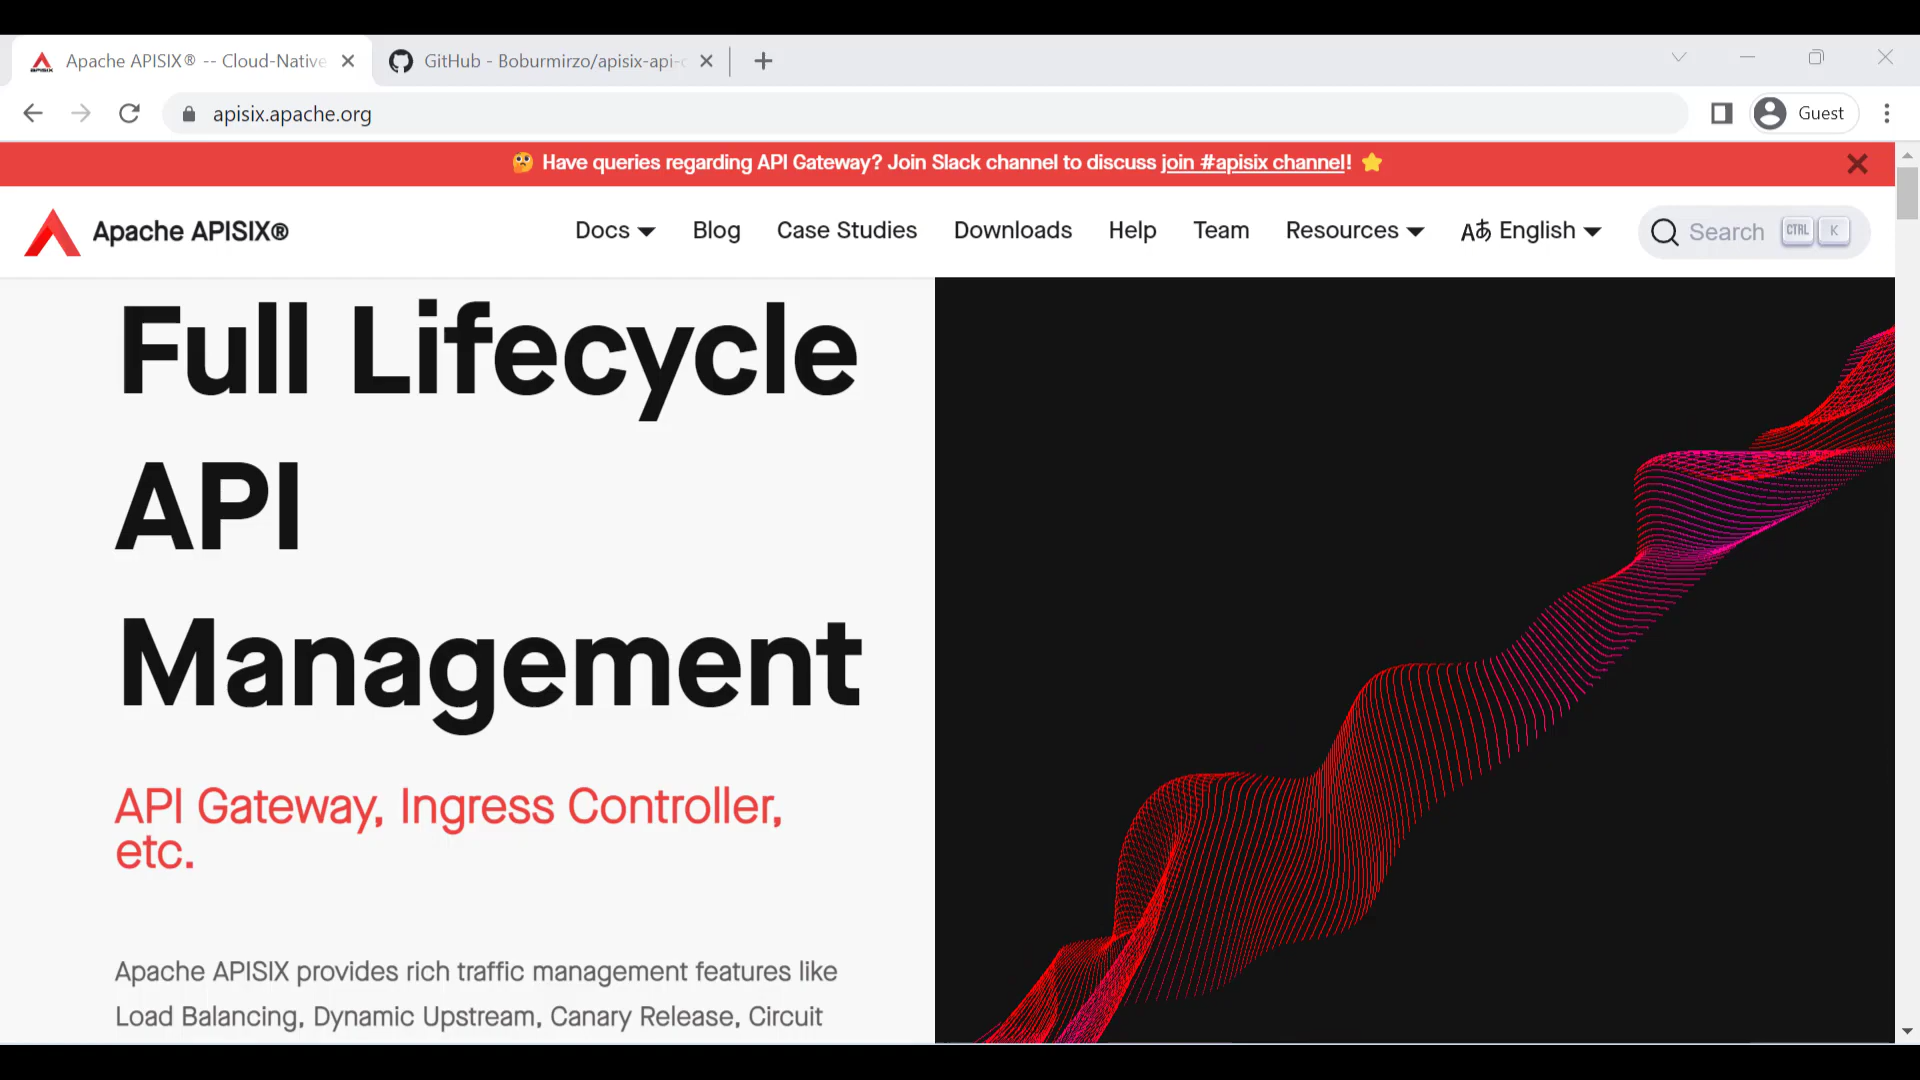 Apache APISIX® -- Cloud-Native
GitHub - Boburmirzo/apisix-api-c
apisix.apache.org
Guest
Have queries regarding API Gateway? Join Slack channel to discuss join #apisix channel!
Apache APISIX®
Docs
Blog
Case Studies
Downloads
Help
Team
Resources
Aあ English
Search
CTRL
K
Full Lifecycle
API
Management
API Gateway, Ingress Controller,
etc.
Apache APISIX provides rich traffic management features like
Load Balancing, Dynamic Upstream, Canary Release, Circuit